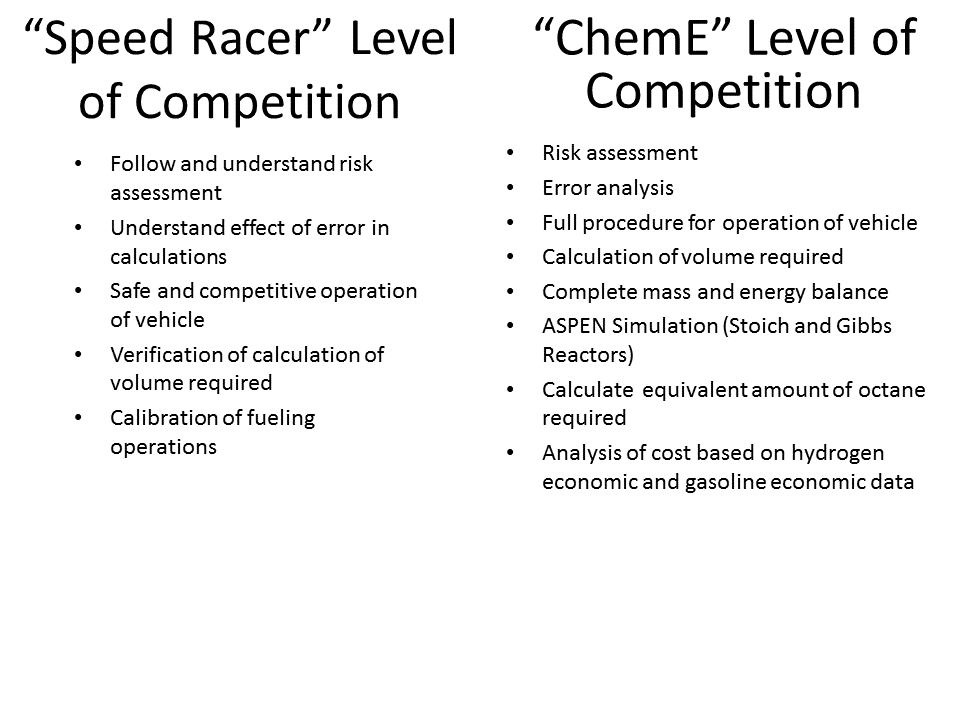 “Speed Racer” Level
of Competition
• Follow and understand risk
assessment
• Understand effect of error in
calculations
• Safe and competitive operation
of vehicle
• Verification of calculation of
volume required
• Calibration of fueling
operations
“ChemE” Level of
Competition
• Risk assessment
• Error analysis
• Full procedure for operation of vehicle
• Calculation of volume required
• Complete mass and energy balance
• ASPEN Simulation (Stoich and Gibbs
Reactors)
• Calculate equivalent amount of octane
required
• Analysis of cost based on hydrogen
economic and gasoline economic data